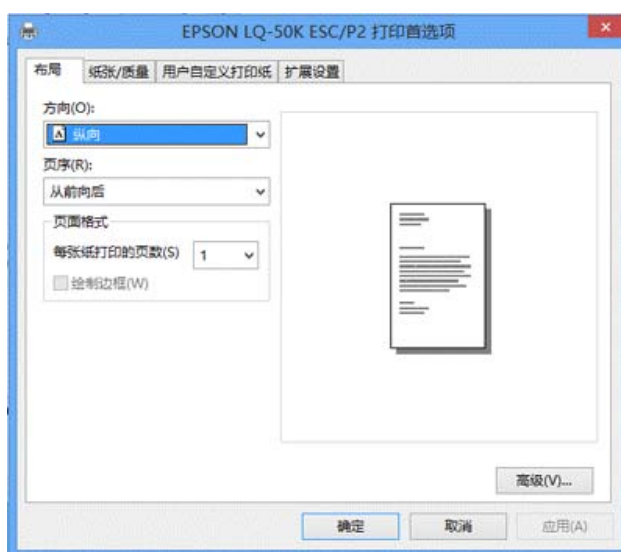 EPSON LQ-50K ESC/P2 打印首选项
布局 纸张/质量 用户自定义打印纸 扩展设置
方向(O):
A 纵向
页序(R):
从前向后
页面格式
每张纸打印的页数(S) 1
绘制边框(W)
高级(V)...
确定 取消 应用(A)